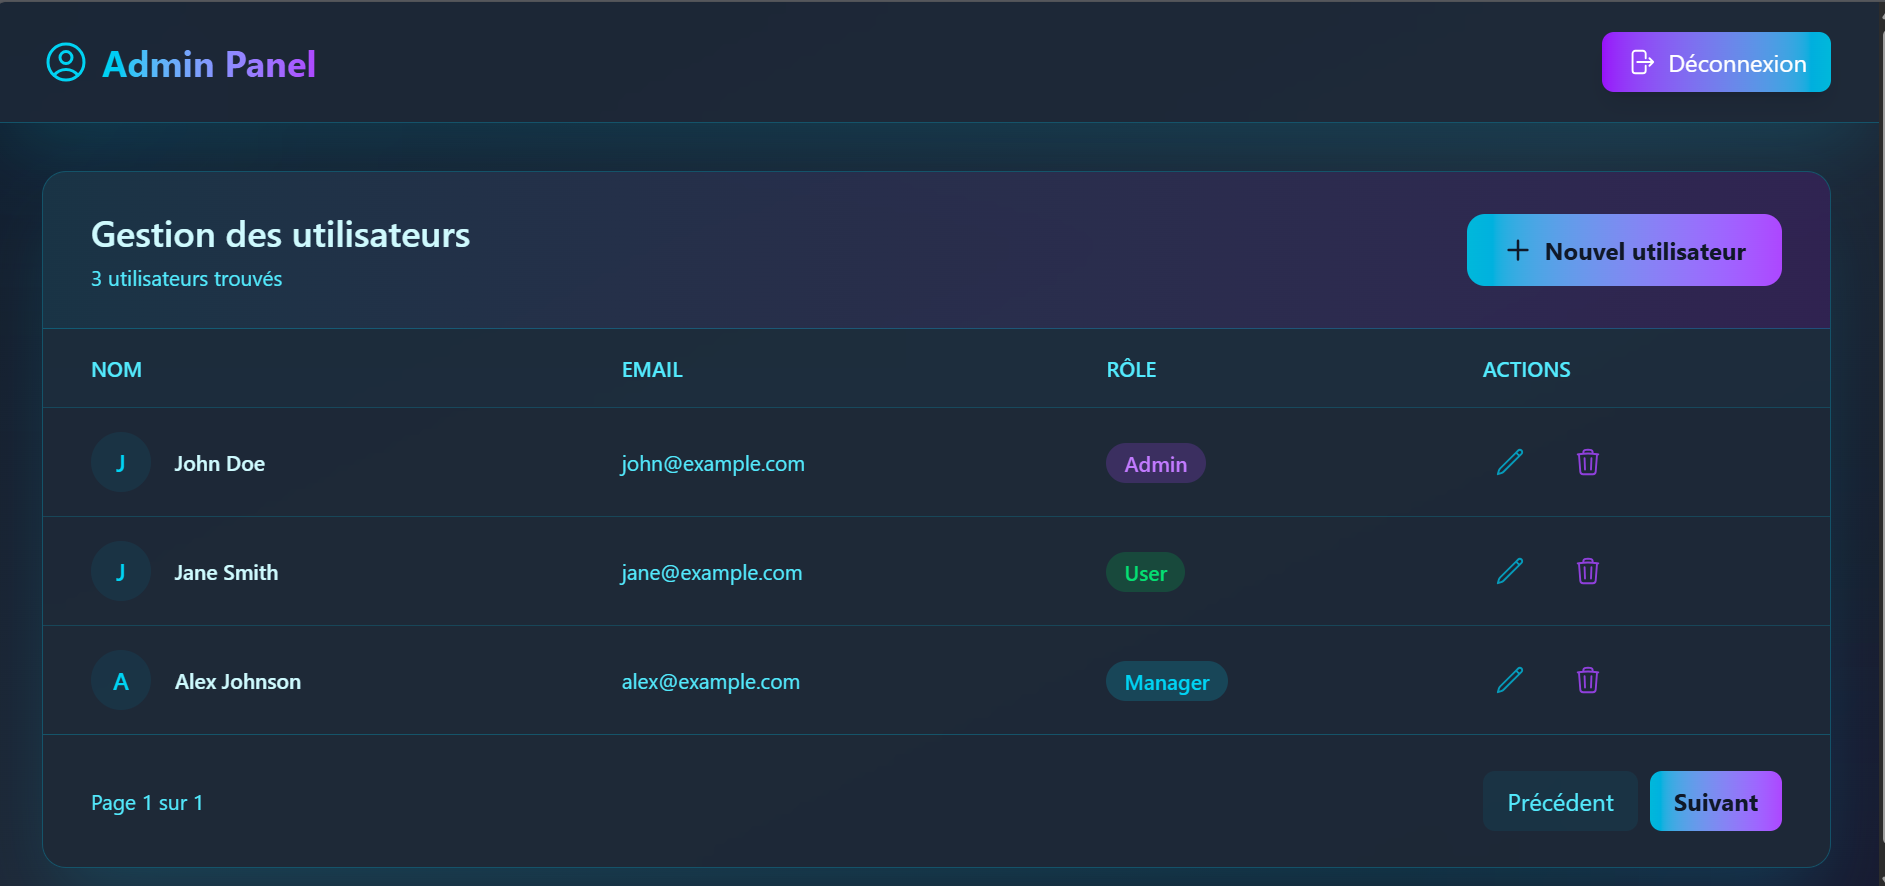 Admin Panel
Déconnexion
Gestion des utilisateurs
3 utilisateurs trouvés
Nouvel utilisateur
NOM EMAIL RÔLE ACTIONS
J John Doe john@example.com Admin
J Jane Smith jane@example.com User
A Alex Johnson alex@example.com Manager
Page 1 sur 1
Précédent Suivant